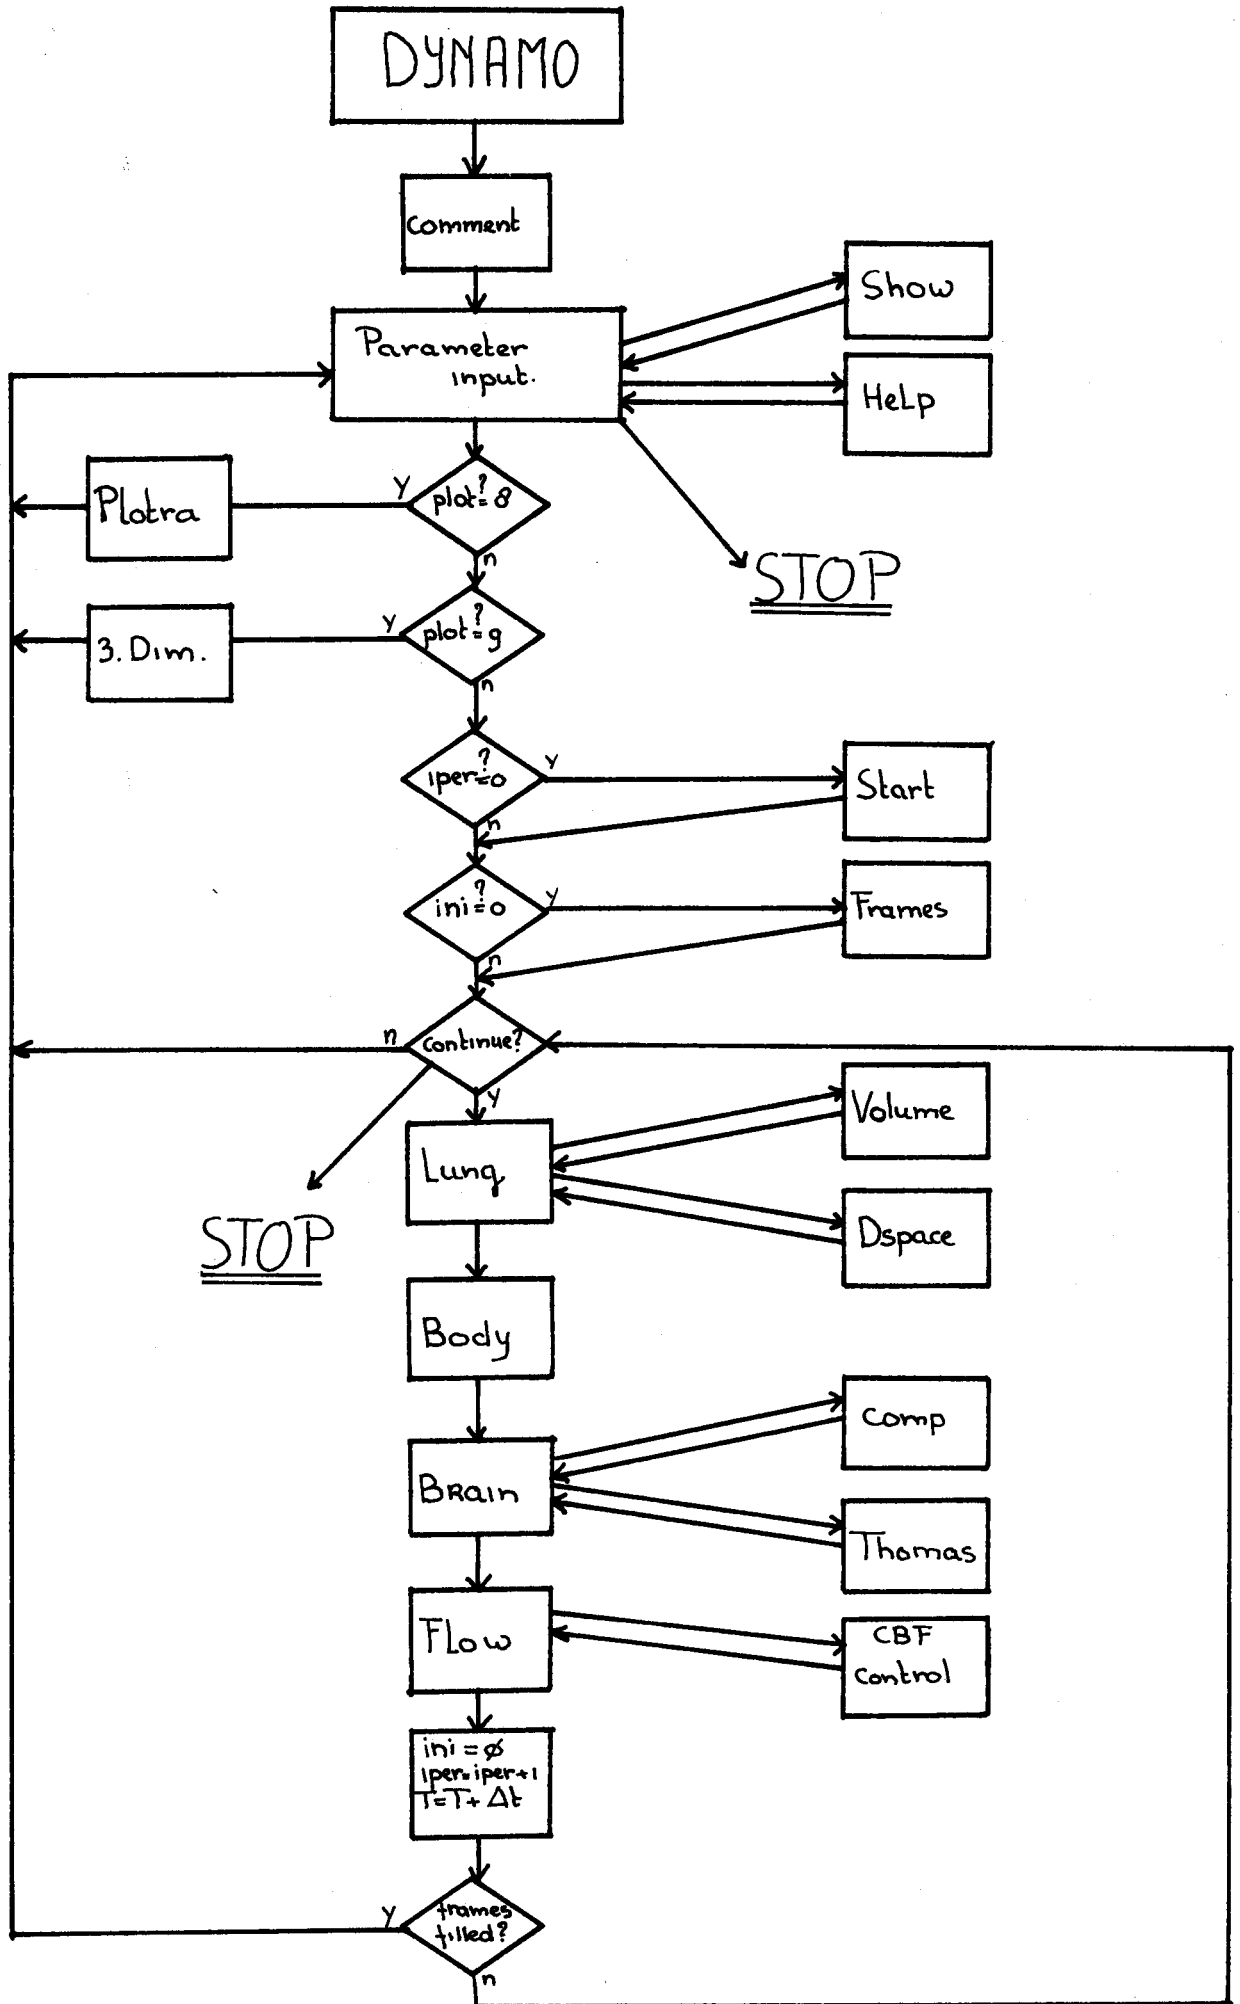 DYNAMO
Comment
Show
Parameter
input.
HeLp
Y
plot=?8
Plotra
n
STOP
Y
plot=?9
3. Dim.
n
iper=?0
Y
Start
n
ini=?0
Y
Frames
n
n
continue?
Y
Volume
Lung
STOP
Dspace
Body
Comp
BRain
Thomas
FLow
CBF
control
ini = ø
iper=iper+1
T=T+ Δt
Y
frames
filled?
n